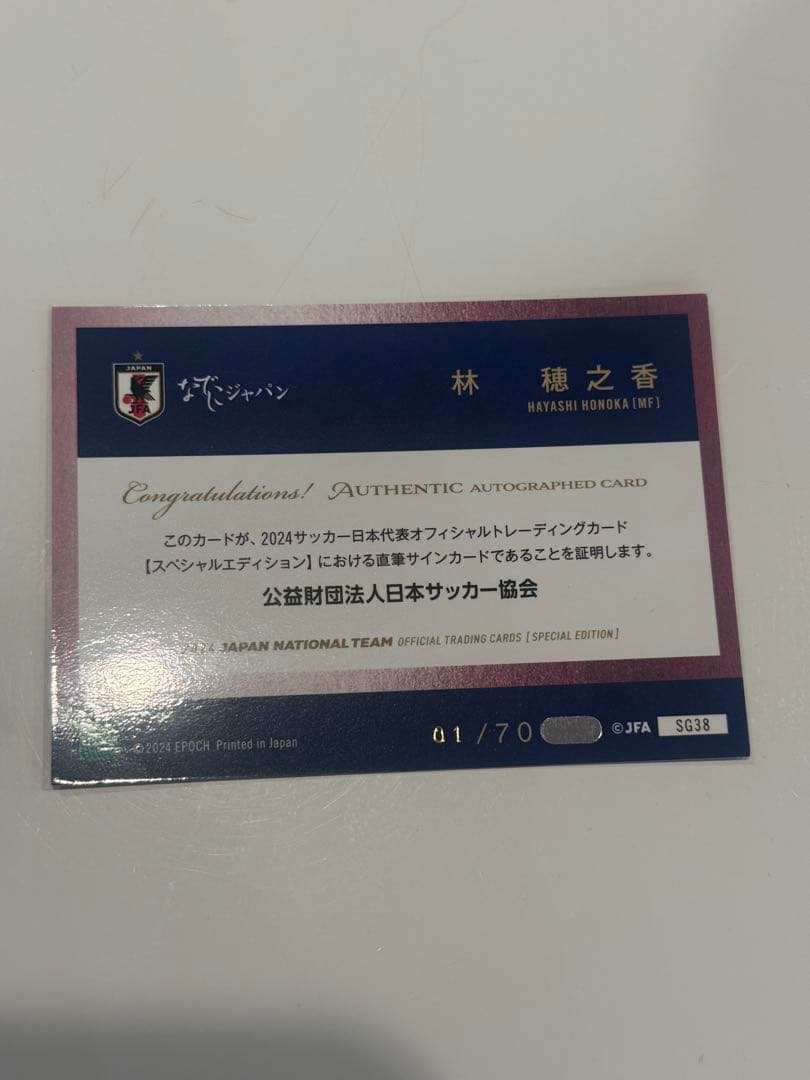 JAPAN
JFA
なでしこジャパン
林 穂之香
HAYASHI HONOKA [MF]
Congratulations! AUTHENTIC AUTOGRAPHED CARD
このカードが、2024サッカー日本代表オフィシャルトレーディングカード
【スペシャルエディション】における直筆サインカードであることを証明します。
公益財団法人日本サッカー協会
2024 JAPAN NATIONAL TEAM OFFICIAL TRADING CARDS [SPECIAL EDITION]
©2024 EPOCH Printed in Japan
01/70
©JFA SG38